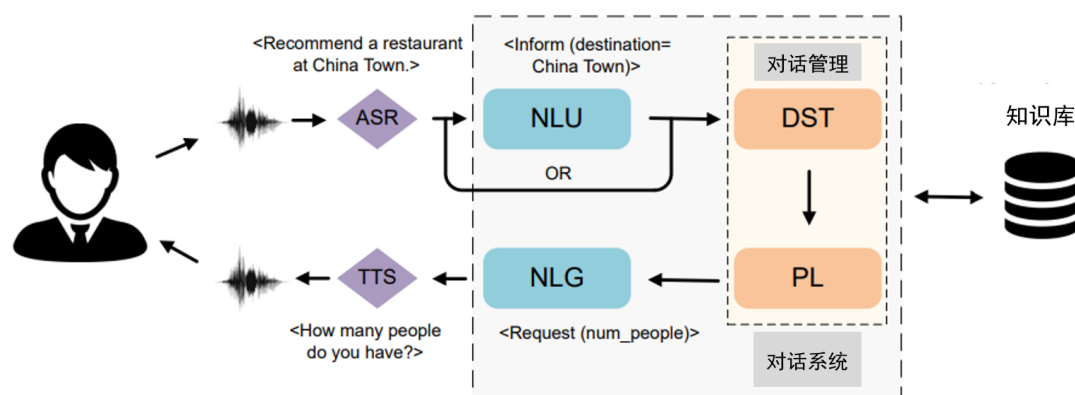 <Recommend a restaurant
at China Town.>
<Inform (destination=
China Town)>
对话管理
ASR
NLU
DST
知识库
OR
TTS
NLG
PL
<How many people
do you have?>
<Request (num_people)>
对话系统